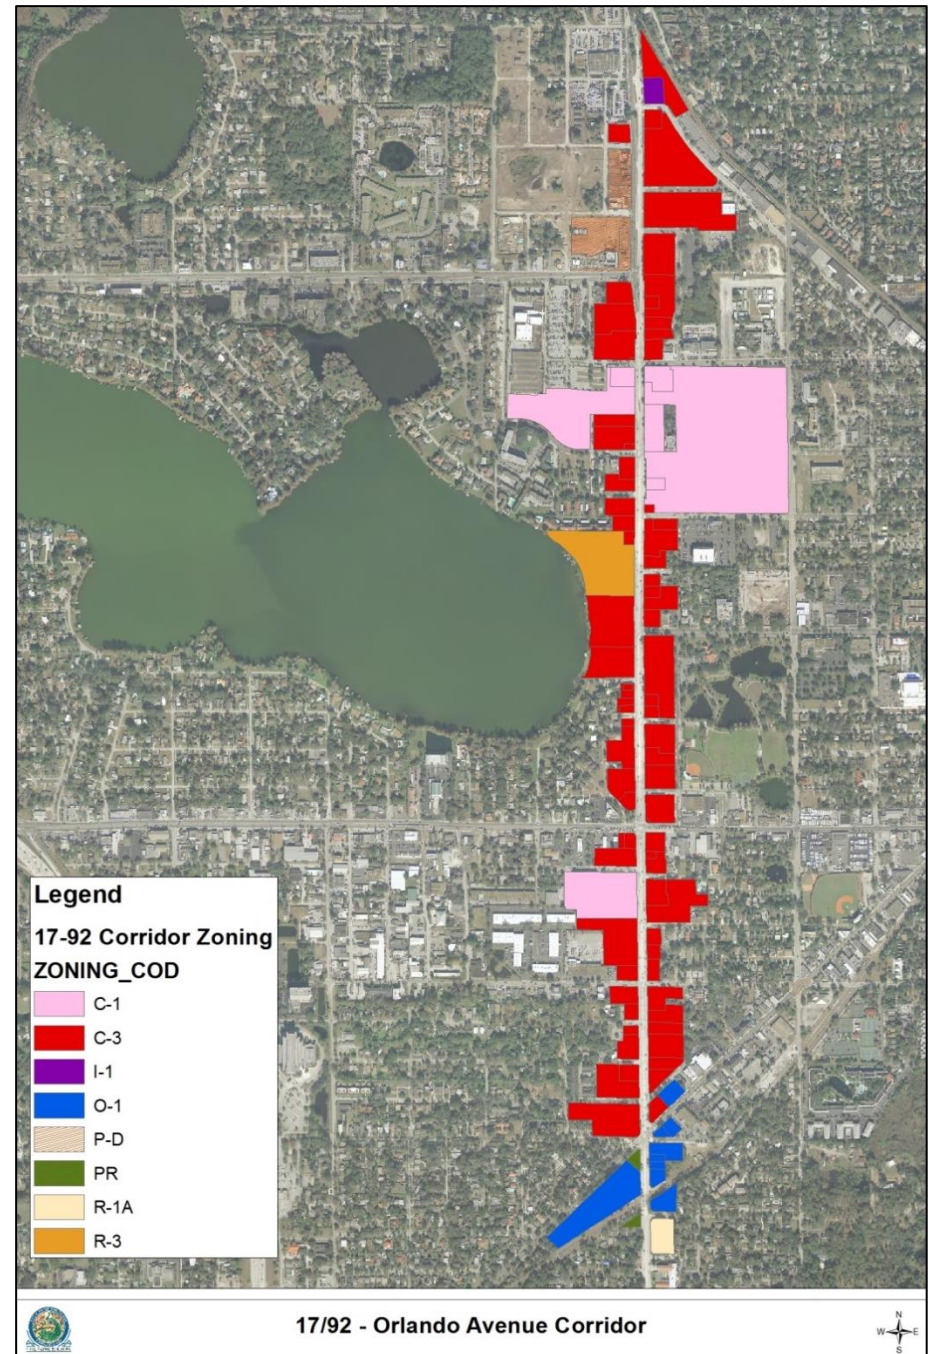 Legend
17-92 Corridor Zoning
ZONING_COD
C-1
C-3
I-1
O-1
P-D
PR
R-1A
R-3
17/92 - Orlando Avenue Corridor
N
W E
S